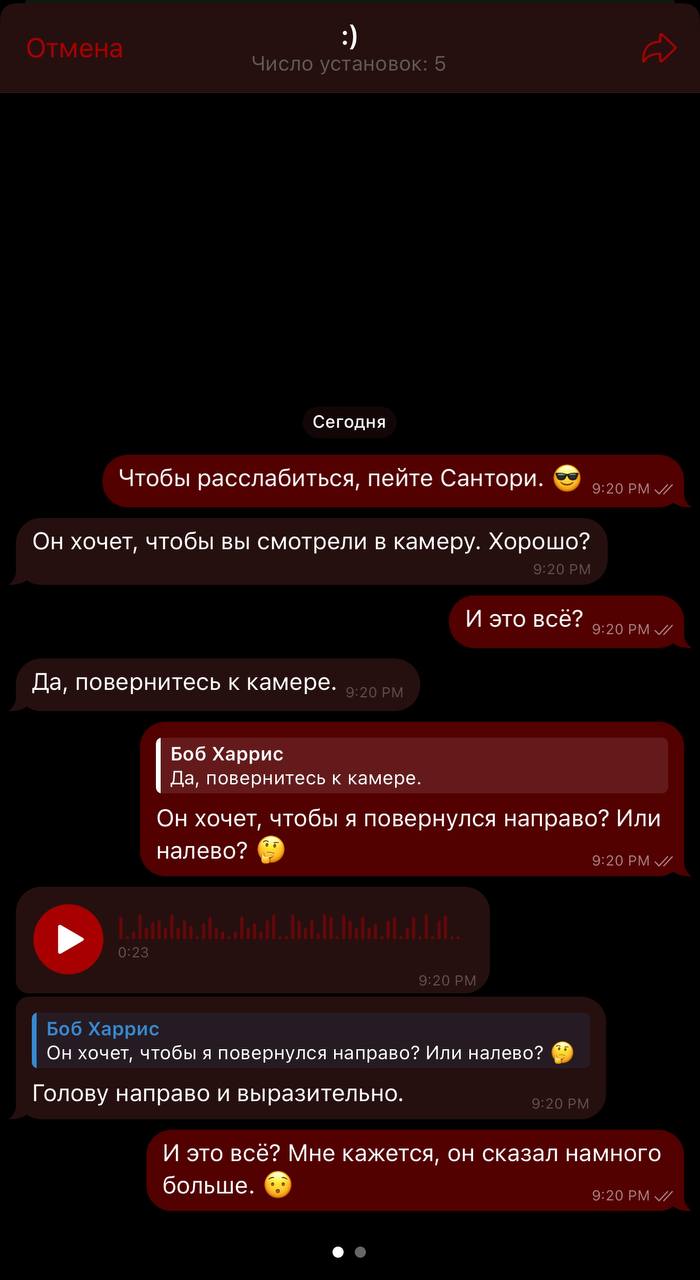 Отмена
:)
Число установок: 5
Сегодня
Чтобы расслабиться, пейте Сантори. 😎 9:20 PM
Он хочет, чтобы вы смотрели в камеру. Хорошо?
9:20 PM
И это всё? 9:20 PM
Да, повернитесь к камере. 9:20 PM
Боб Харрис
Да, повернитесь к камере.
Он хочет, чтобы я повернулся направо? Или
налево? 🤔 9:20 PM
0:23
9:20 PM
Боб Харрис
Он хочет, чтобы я повернулся направо? Или налево? 🤔
Голову направо и выразительно. 9:20 PM
И это всё? Мне кажется, он сказал намного
больше. 😯 9:20 PM